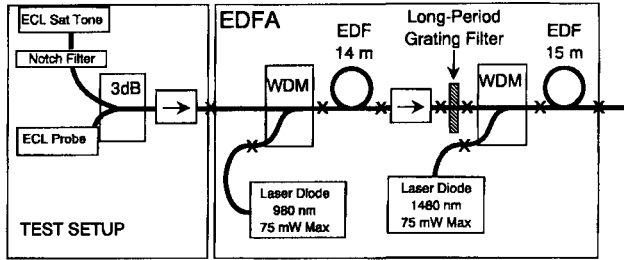 ECL Sat Tone
Notch Filter
3dB
ECL Probe
TEST SETUP
EDFA
WDM
EDF
14 m
Long-Period
Grating Filter
WDM
EDF
15 m
Laser Diode
980 nm
75 mW Max
Laser Diode
1480 nm
75 mW Max